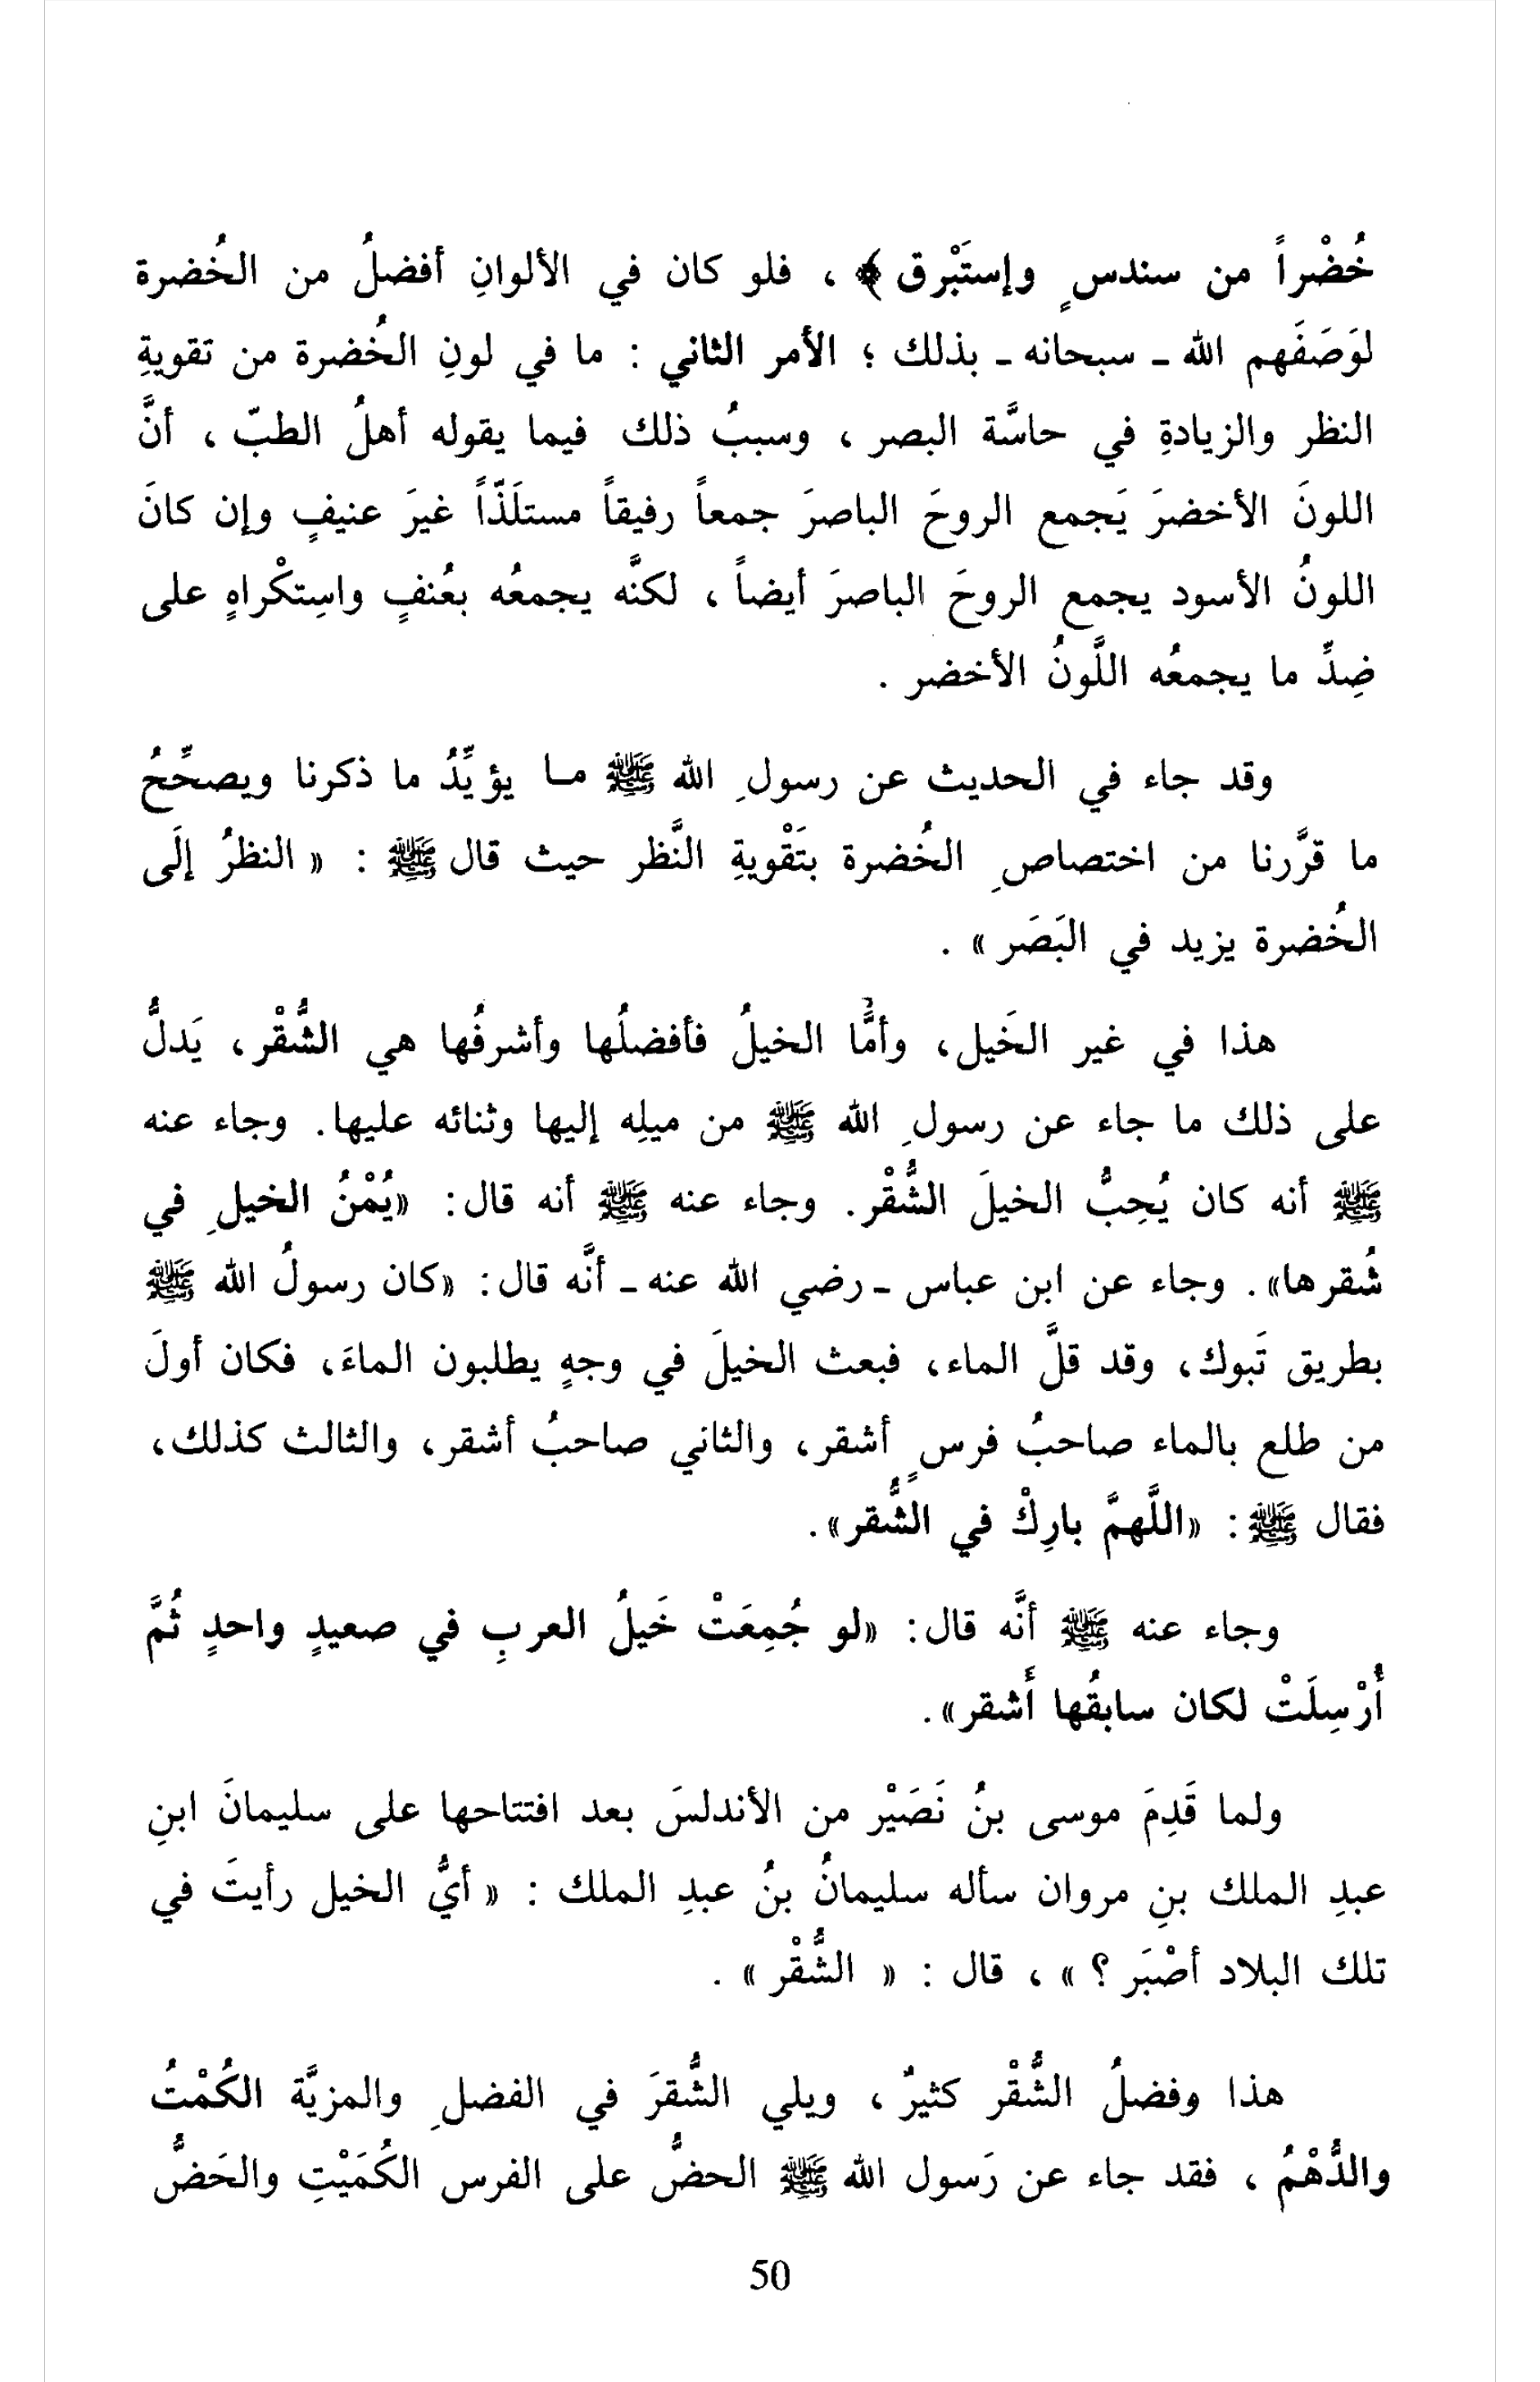 خُضْراً من سندسٍ وإستَبْرق ﴾ ، فلو كان في الألوانِ أفضلُ من الخُضرة
لوَصَفَهم الله ـ سبحانه ـ بذلك ؛ الأمر الثاني : ما في لونِ الخُضرة من تقويةِ
النظر والزيادةِ في حاسَّة البصر ، وسببُ ذلك فيما يقوله أهلُ الطبّ ، أنَّ
اللونَ الأخضرَ يَجمع الروحَ الباصرَ جمعاً رفيقاً مستلَذّاً غيرَ عنيفٍ وإن كانَ
اللونُ الأسود يجمع الروحَ الباصرَ أيضاً ، لكنَّه يجمعُه بعُنفٍ واسِتكْراهٍ على
ضِدِّ ما يجمعُه اللَّونُ الأخضر .
وقد جاء في الحديث عن رسولِ الله ﷺ ما يؤيِّدُ ما ذكرنا ويصحِّحُ
ما قرَّرنا من اختصاصِ الخُضرة بتَقْويةِ النَّظر حيث قال ﷺ : « النظرُ إلَى
الخُضرة يزيد في البَصَر » .
هذا في غير الخَيل، وأمَّا الخيلُ فأفضلُها وأشرفُها هي الشُّقْر، يَدلُّ
على ذلك ما جاء عن رسولِ الله ﷺ من ميلِه إليها وثنائه عليها. وجاء عنه
ﷺ أنه كان يُحِبُّ الخيلَ الشُّقْر. وجاء عنه ﷺ أنه قال: «يُمْنُ الخيلِ في
شُقرها». وجاء عن ابن عباس ـ رضي الله عنه ـ أنَّه قال: «كان رسولُ الله ﷺ
بطريق تَبوك، وقد قلَّ الماء، فبعث الخيلَ في وجهٍ يطلبون الماءَ، فكان أولَ
من طلع بالماء صاحبُ فرسٍ أشقر، والثاني صاحبُ أشقر، والثالث كذلك،
فقال ﷺ: «اللَّهمَّ بارِكْ في الشُّقر».
وجاء عنه ﷺ أنَّه قال: «لو جُمِعَتْ خَيلُ العربِ في صعيدٍ واحدٍ ثُمَّ
أُرْسِلَتْ لكان سابقُها أَشقر».
ولما قَدِمَ موسى بنُ نَصَيْر من الأندلسَ بعد افتتاحها على سليمانَ ابنِ
عبدِ الملك بنِ مروان سأله سليمانُ بنُ عبدِ الملك : « أيُّ الخيل رأيتَ في
تلك البلاد أصْبَر ؟ » ، قال : « الشُّقْر » .
هذا وفضلُ الشُّقْر كثيرٌ ، ويلي الشُّقرَ في الفضلِ والمزيَّة الكُمْتُ
والدُّهْمُ ، فقد جاء عن رَسول الله ﷺ الحضُّ على الفرس الكُمَيْتِ والحَضُّ
50